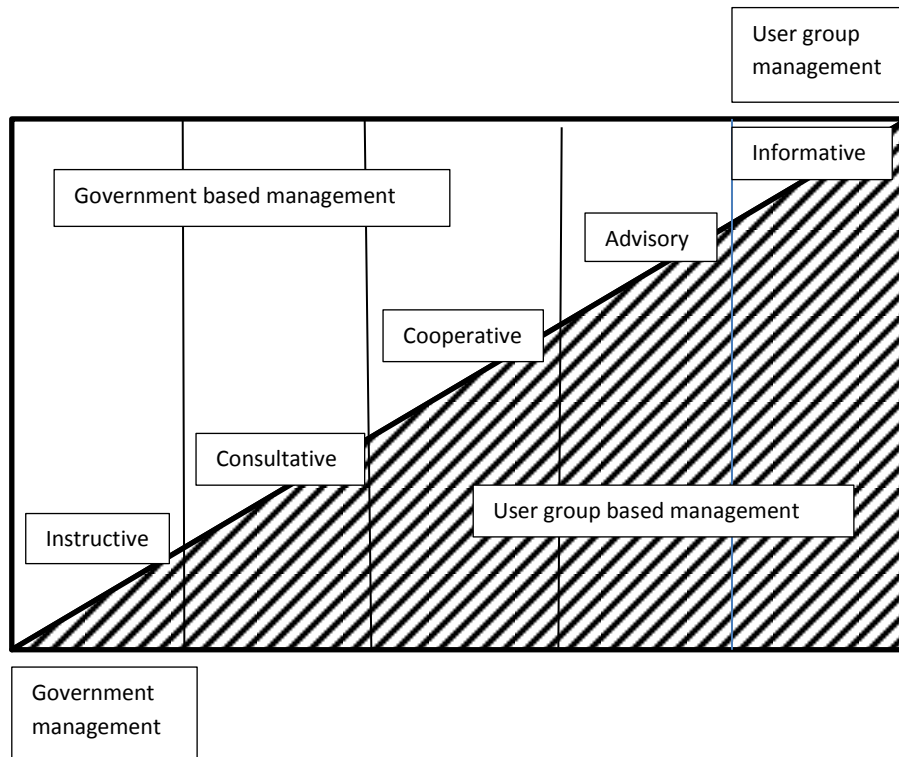 User group
management
Informative
Government based management
Advisory
Cooperative
Consultative
User group based management
Instructive
Government
management